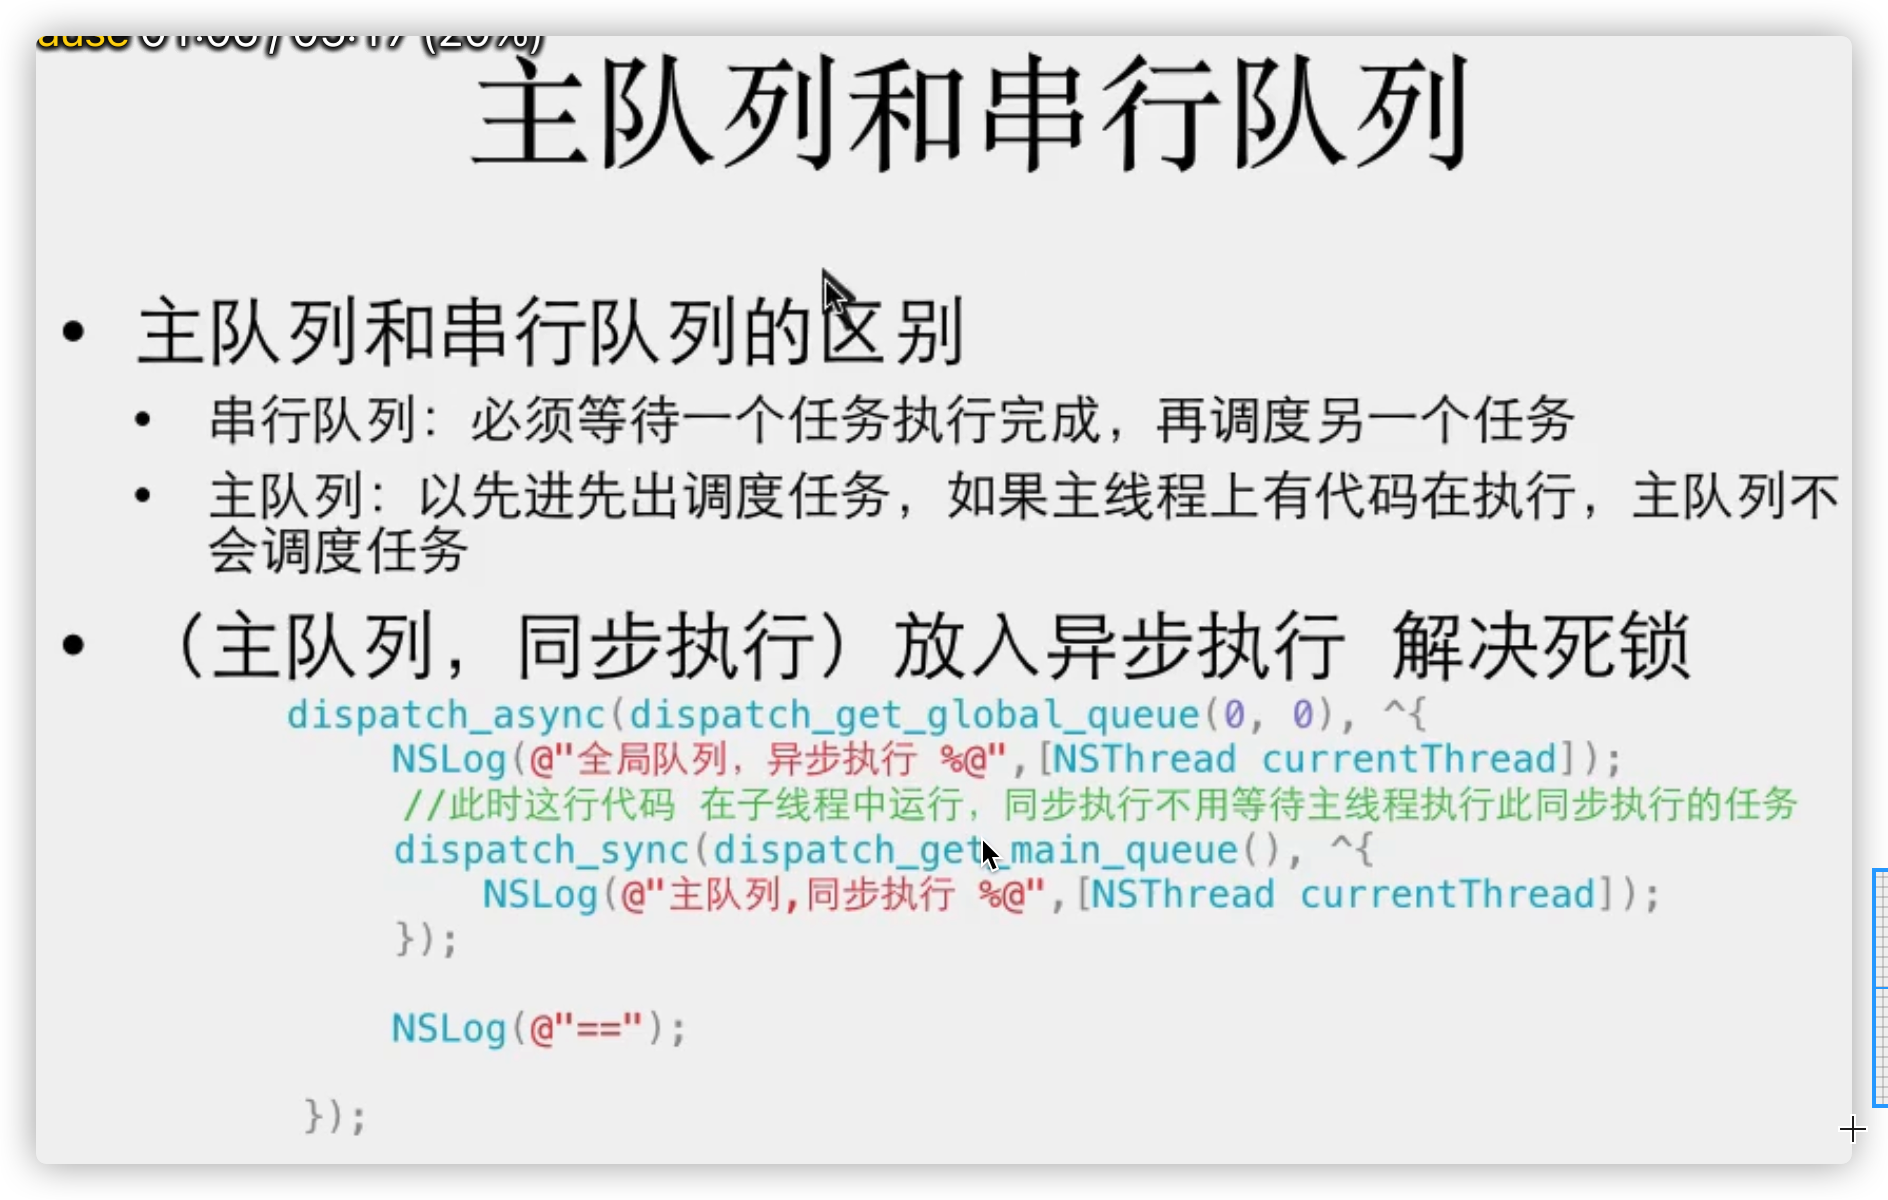 主队列和串行队列
• 主队列和串行队列的区别
• 串行队列：必须等待一个任务执行完成，再调度另一个任务
• 主队列：以先进先出调度任务，如果主线程上有代码在执行，主队列不
会调度任务
• （主队列，同步执行）放入异步执行 解决死锁
dispatch_async(dispatch_get_global_queue(0, 0), ^{
NSLog(@"全局队列，异步执行 %@",[NSThread currentThread]);
//此时这行代码 在子线程中运行，同步执行不用等待主线程执行此同步执行的任务
dispatch_sync(dispatch_get_main_queue(), ^{
NSLog(@"主队列,同步执行 %@",[NSThread currentThread]);
});
NSLog(@"==");
});